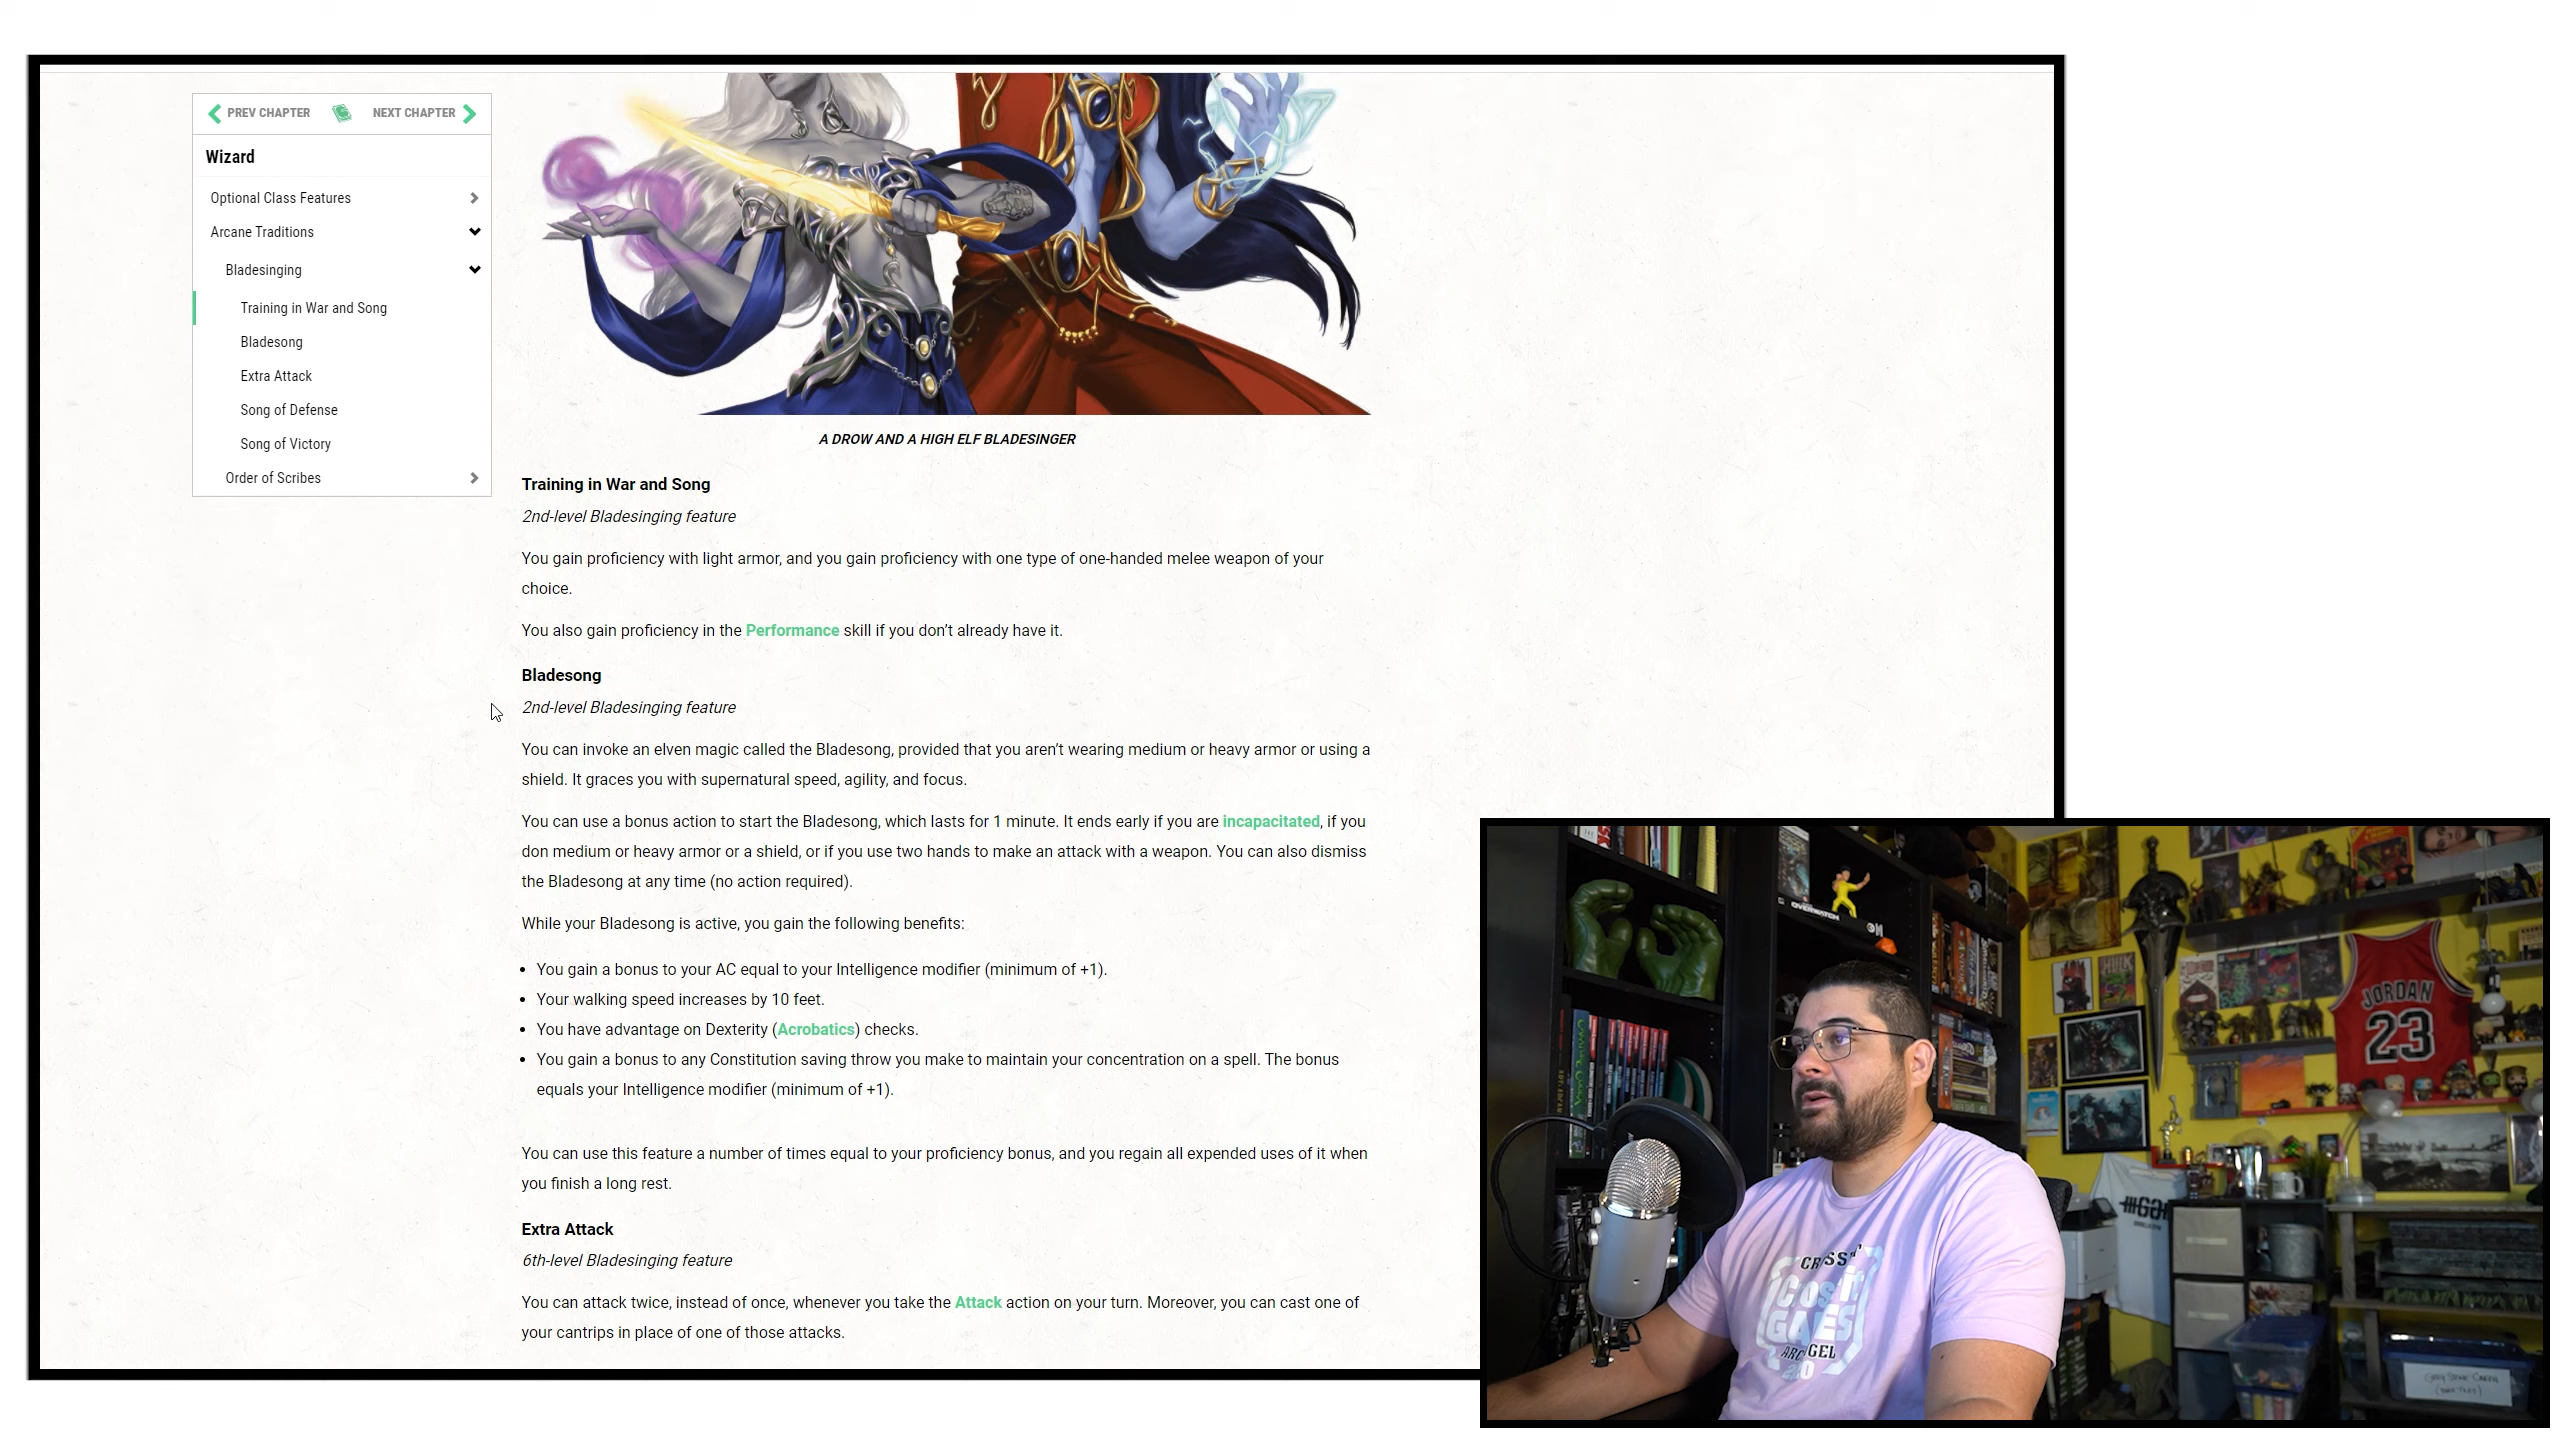 PREV CHAPTER
NEXT CHAPTER
Wizard
Optional Class Features
Arcane Traditions
Bladesinging
Training in War and Song
Bladesong
Extra Attack
Song of Defense
Song of Victory
Order of Scribes
A DROW AND A HIGH ELF BLADESINGER
Training in War and Song
2nd-level Bladesinging feature
You gain proficiency with light armor, and you gain proficiency with one type of one-handed melee weapon of your
choice.
You also gain proficiency in the Performance skill if you don’t already have it.
Bladesong
2nd-level Bladesinging feature
You can invoke an elven magic called the Bladesong, provided that you aren’t wearing medium or heavy armor or using a
shield. It graces you with supernatural speed, agility, and focus.
You can use a bonus action to start the Bladesong, which lasts for 1 minute. It ends early if you are incapacitated, if you
don medium or heavy armor or a shield, or if you use two hands to make an attack with a weapon. You can also dismiss
the Bladesong at any time (no action required).
While your Bladesong is active, you gain the following benefits:
• You gain a bonus to your AC equal to your Intelligence modifier (minimum of +1).
• Your walking speed increases by 10 feet.
• You have advantage on Dexterity (Acrobatics) checks.
• You gain a bonus to any Constitution saving throw you make to maintain your concentration on a spell. The bonus
equals your Intelligence modifier (minimum of +1).
You can use this feature a number of times equal to your proficiency bonus, and you regain all expended uses of it when
you finish a long rest.
Extra Attack
6th-level Bladesinging feature
You can attack twice, instead of once, whenever you take the Attack action on your turn. Moreover, you can cast one of
your cantrips in place of one of those attacks.
OVERWATCH
JORDAN
23